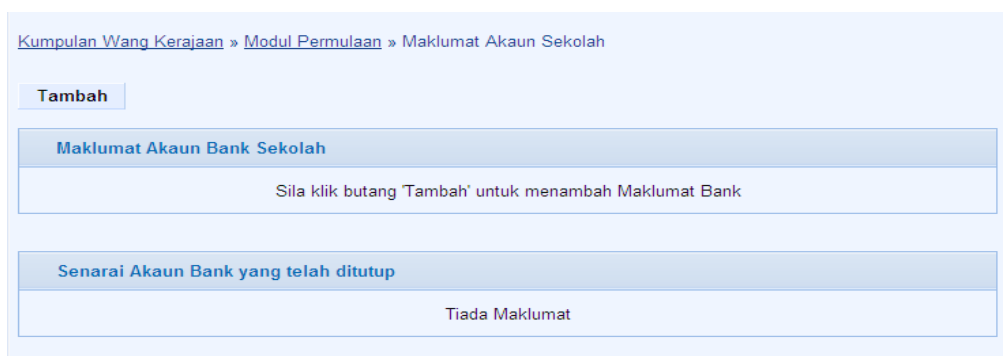 Kumpulan Wang Kerajaan » Modul Permulaan » Maklumat Akaun Sekolah
Tambah
Maklumat Akaun Bank Sekolah
Sila klik butang 'Tambah' untuk menambah Maklumat Bank
Senarai Akaun Bank yang telah ditutup
Tiada Maklumat